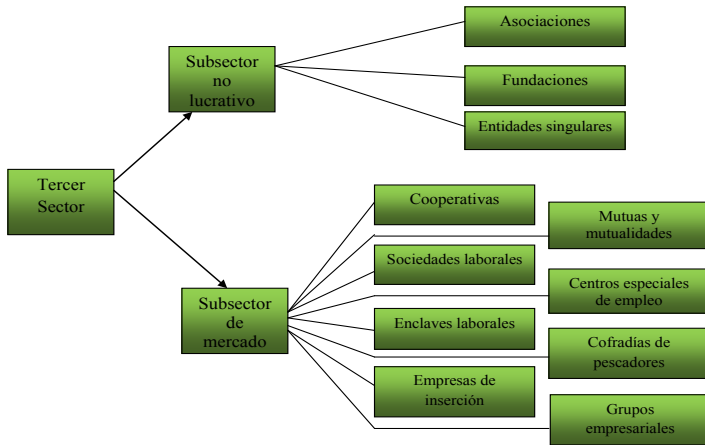 Asociaciones
Subsector
no
lucrativo
Fundaciones
Entidades singulares
Tercer
Sector
Cooperativas
Mutuas y
mutualidades
Sociedades laborales
Centros especiales
de empleo
Subsector
de
mercado
Enclaves laborales
Cofradías de
pescadores
Empresas de
inserción
Grupos
empresariales